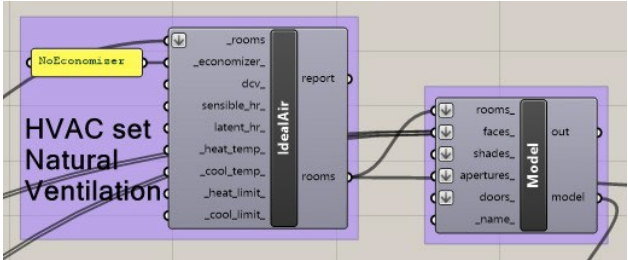 NoEconomizer
HVAC set
Natural
Ventilation
_rooms
_economizer_
dcv_
sensible_hr_
latent_hr_
_heat_temp_
_cool_temp_
_heat_limit_
_cool_limit_
IdealAir
report
rooms
rooms_
faces_
shades_
apertures_
doors_
_name_
Model
out
model